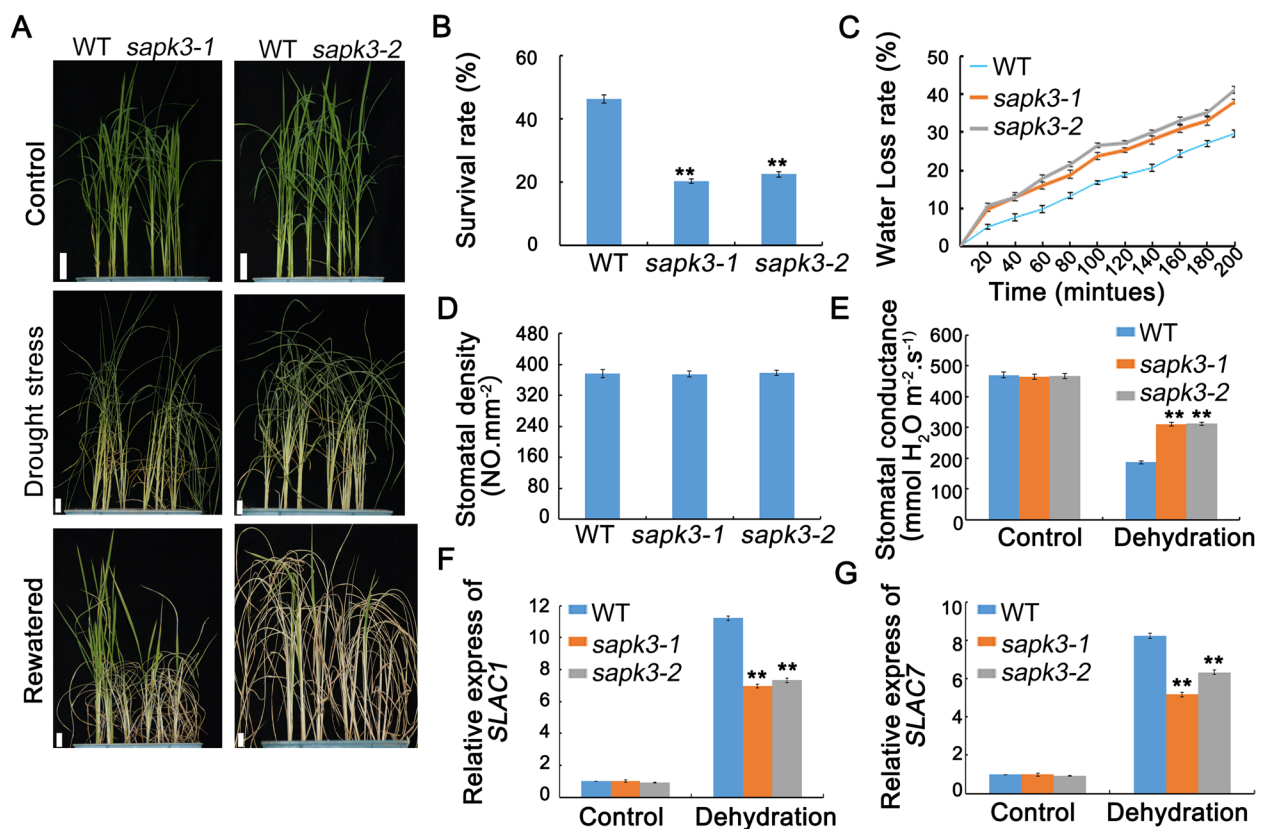 A
WT sapk3-1
WT sapk3-2
Control
Drought stress
Rewatered
B
Survival rate (%)
60
40
20
0
WT
sapk3-1
sapk3-2
**
**
C
Water Loss rate (%)
50
40
30
20
10
0
WT
sapk3-1
sapk3-2
20 40 60 80 100 120 140 160 180 200
Time (mintues)
D
Stomatal density
(NO.mm-2)
480
400
320
240
160
80
0
WT
sapk3-1
sapk3-2
E
Stomatal conductance
(mmol H2O m-2.s-1)
600
500
400
300
200
100
0
WT
sapk3-1
sapk3-2
** **
Control
Dehydration
F
Relative express of
SLAC1
12
10
8
6
4
2
0
WT
sapk3-1
sapk3-2
** **
Control
Dehydration
G
Relative express of
SLAC7
10
8
6
4
2
0
WT
sapk3-1
sapk3-2
**
**
Control
Dehydration